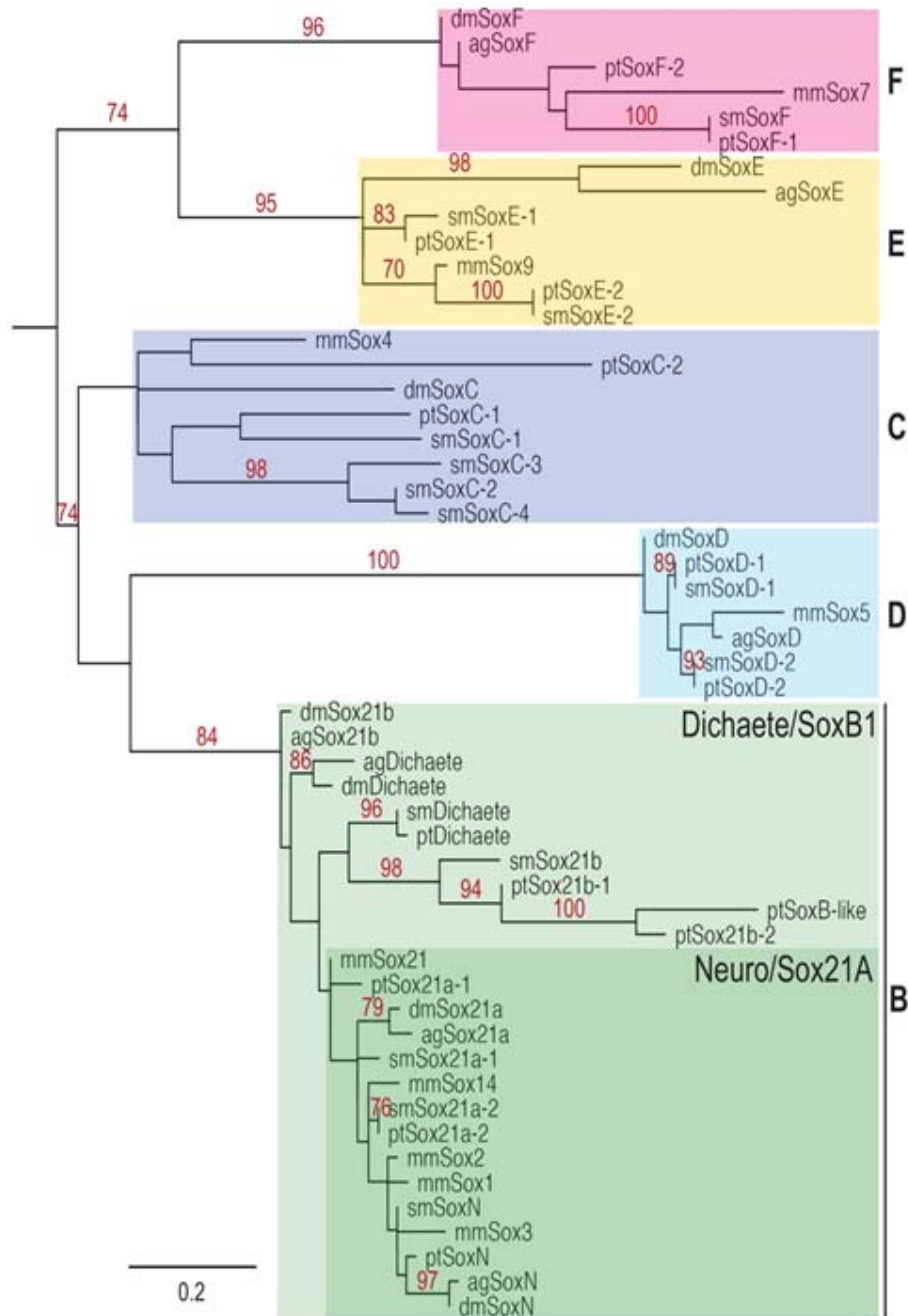 dmSoxF
96
agSoxF
ptSoxF-2
F
mmSox7
74
100
smSoxF
ptSoxF-1
98
dmSoxE
95
agSoxE
83
smSoxE-1
ptSoxE-1
E
70
mmSox9
100
ptSoxE-2
smSoxE-2
mmSox4
ptSoxC-2
dmSoxC
ptSoxC-1
C
smSoxC-1
98
smSoxC-3
smSoxC-2
74
smSoxC-4
dmSoxD
100
89
ptSoxD-1
smSoxD-1
mmSox5
D
agSoxD
93
smSoxD-2
ptSoxD-2
dmSox21b
Dichaete/SoxB1
84
agSox21b
86
agDichaete
dmDichaete
96
smDichaete
ptDichaete
98
smSox21b
94
ptSox21b-1
100
ptSoxB-like
ptSox21b-2
mmSox21
Neuro/Sox21A
ptSox21a-1
B
79
dmSox21a
agSox21a
smSox21a-1
mmSox14
76
smSox21a-2
ptSox21a-2
mmSox2
mmSox1
smSoxN
mmSox3
ptSoxN
97
agSoxN
dmSoxN
0.2